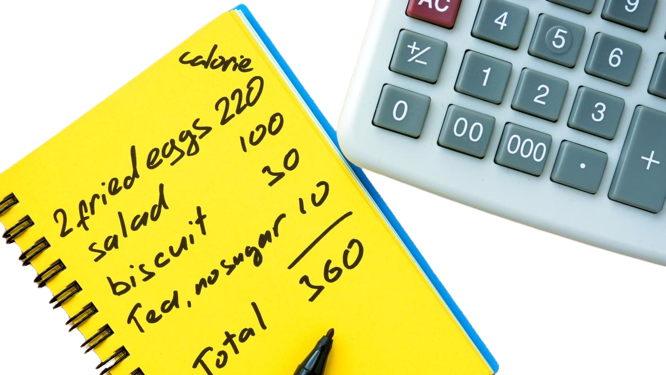 calorie
2 fried eggs 220
salad 100
biscuit 30
Tea, no sugar 10
Total 360
AC 4 5 6 9
+/- 1 2 3 +
0 00 000 .